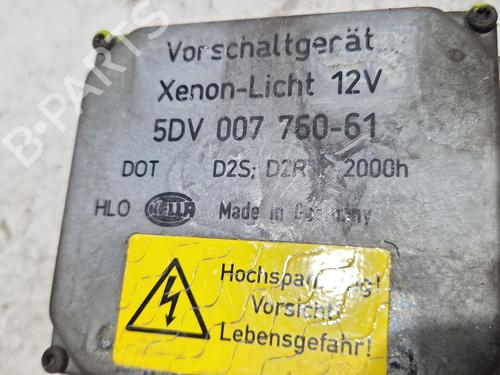 Vorschaltgerät
Xenon-Licht 12V
5DV 007 760-61
DOT D2S; D2R 2000h
HLO HELLA Made in Germany
Hochspannung!
Vorsicht!
Lebensgefahr!
B-PARTS